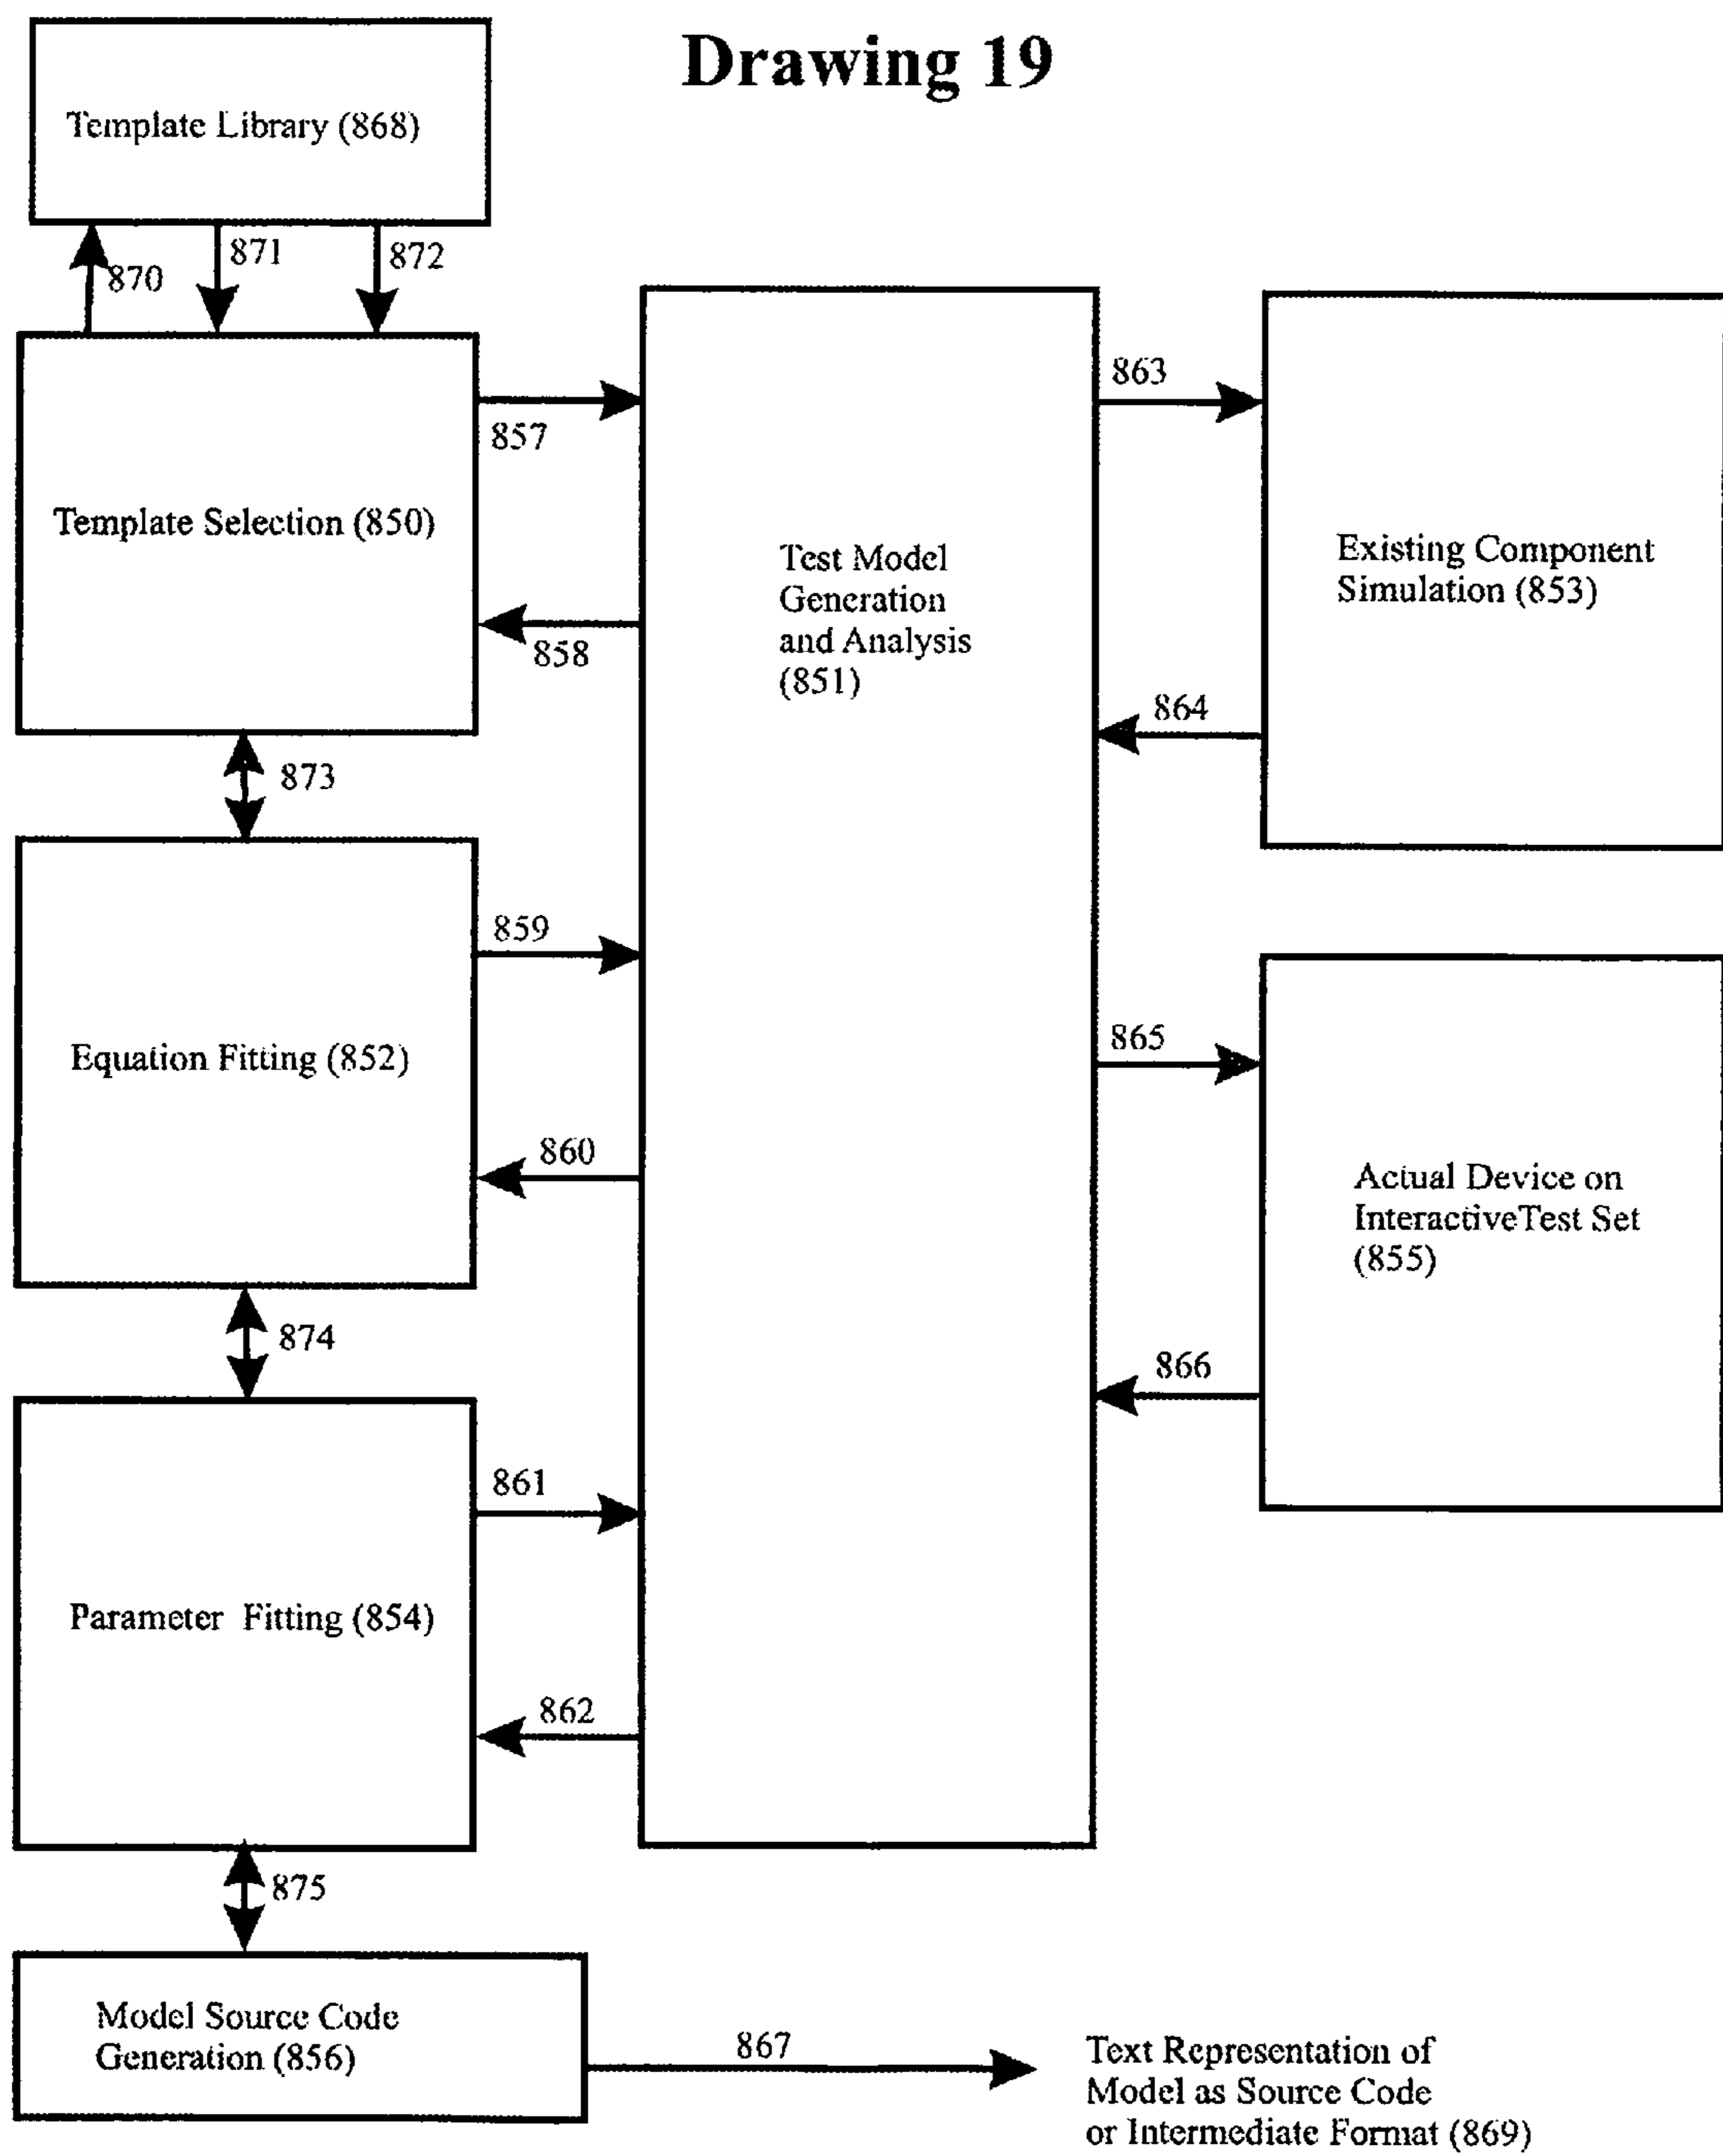 Drawing 19
Template Library (868)
870
871
872
Template Selection (850)
857
858
Test Model
Generation
and Analysis
(851)
863
Existing Component
Simulation (853)
864
873
859
Equation Fitting (852)
860
865
Actual Device on
InteractiveTest Set
(855)
866
874
861
Parameter Fitting (854)
862
875
Model Source Code
Generation (856)
867
Text Representation of
Model as Source Code
or Intermediate Format (869)